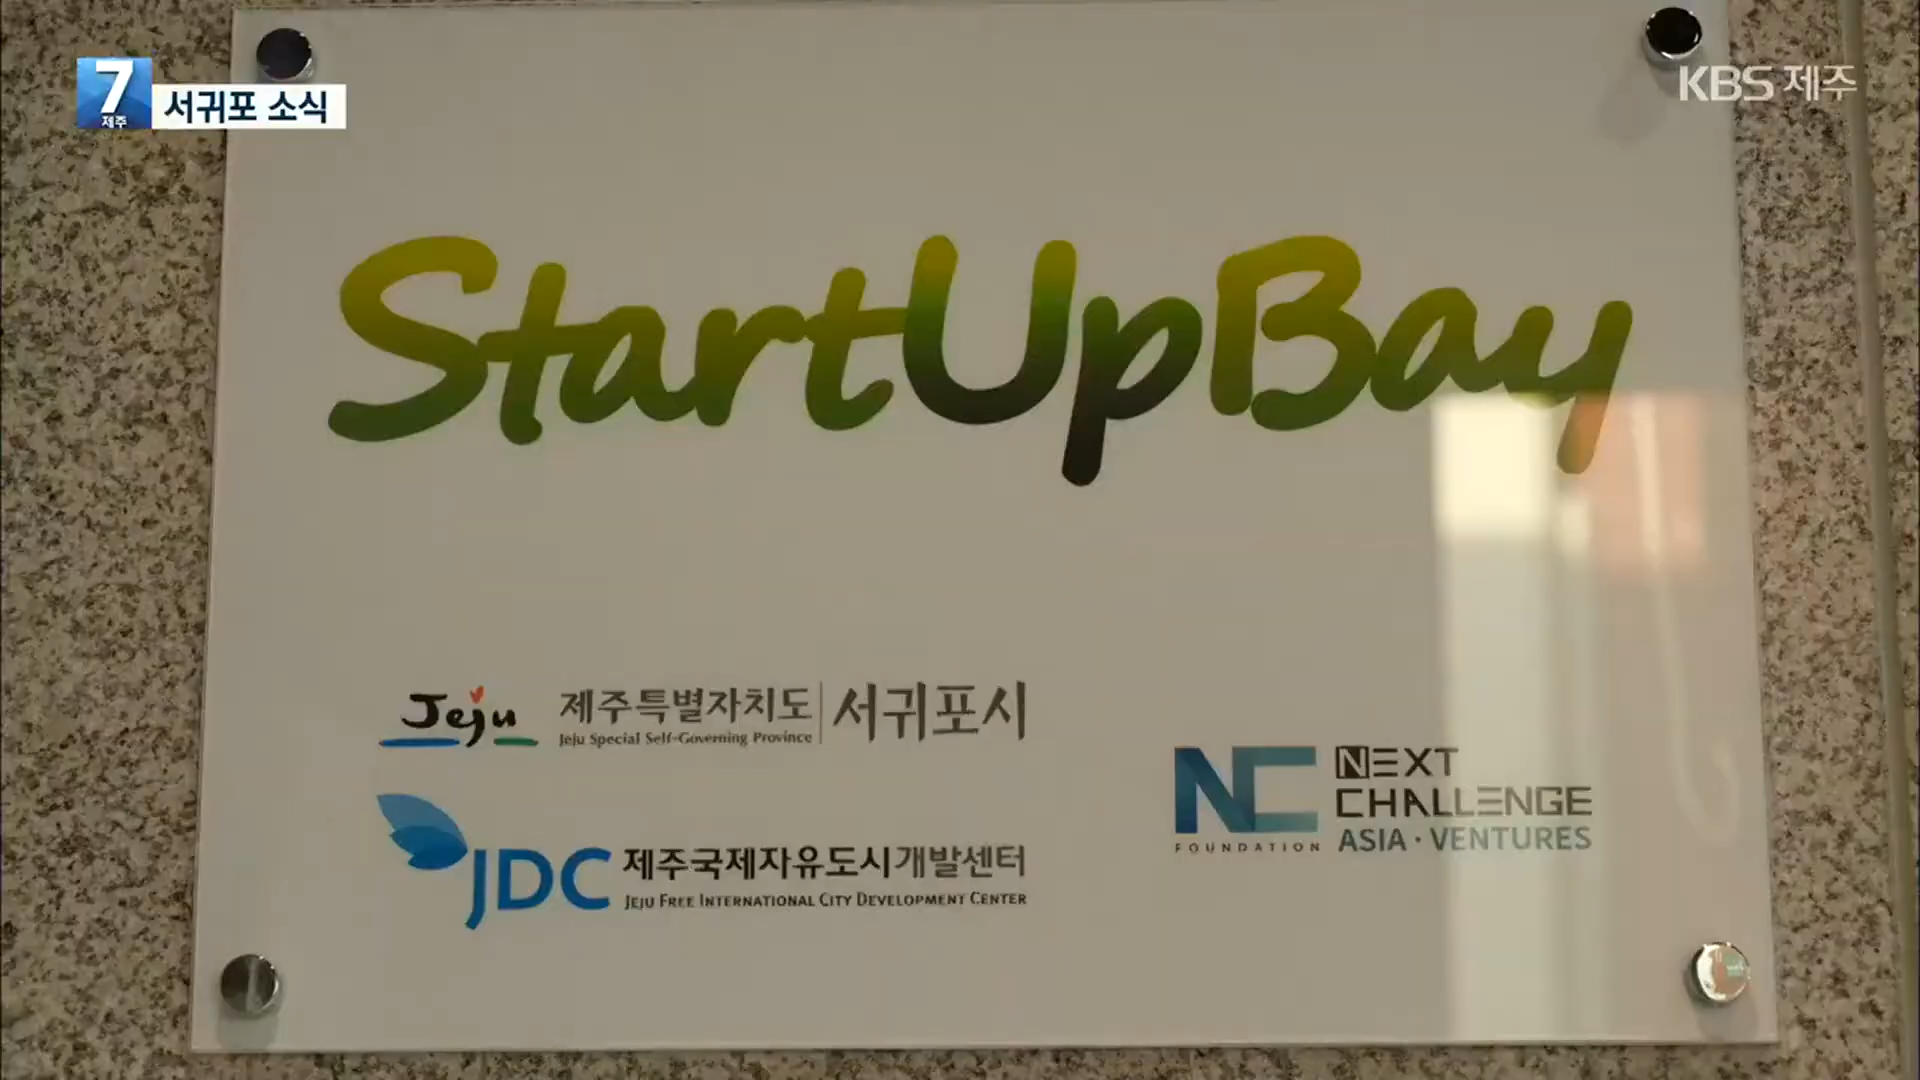 7
제주
서귀포 소식
KBS 제주
StartUpBay
Jeju
제주특별자치도
Jeju Special Self-Governing Province
서귀포시
JDC
제주국제자유도시개발센터
JEJU FREE INTERNATIONAL CITY DEVELOPMENT CENTER
NC
FOUNDATION
NEXT
CHALLENGE
ASIA · VENTURES